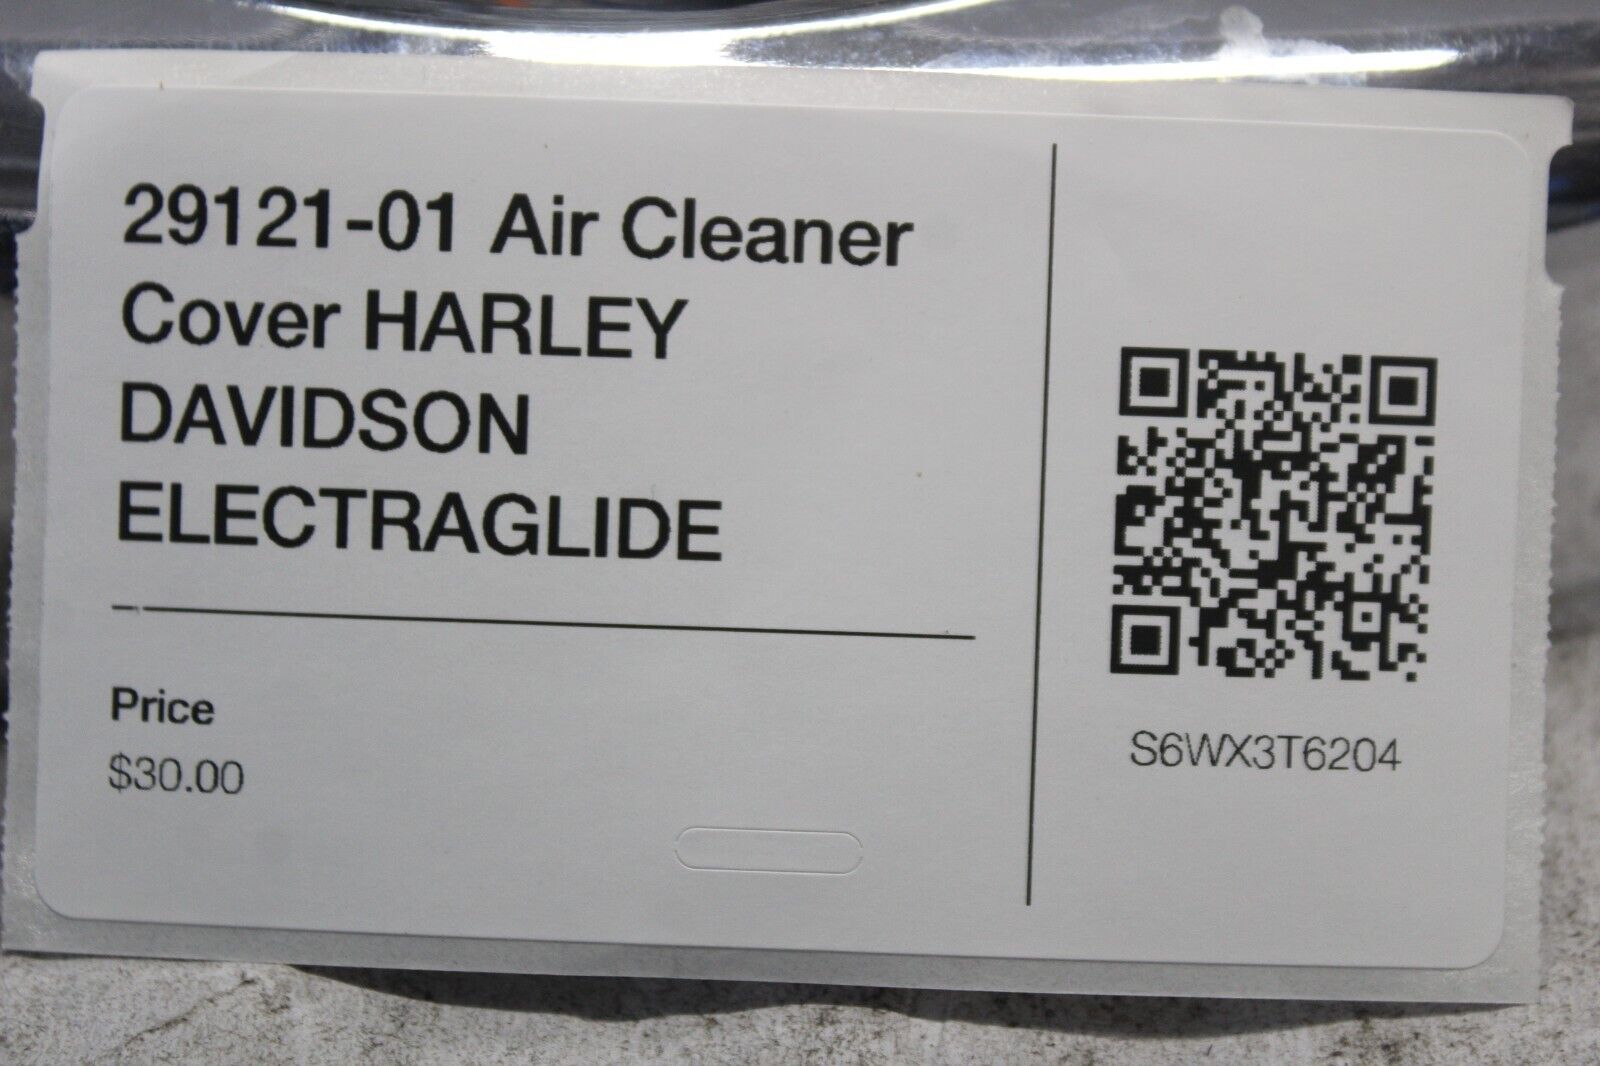 29121-01 Air Cleaner
Cover HARLEY
DAVIDSON
ELECTRAGLIDE
Price
$30.00
S6WX3T6204